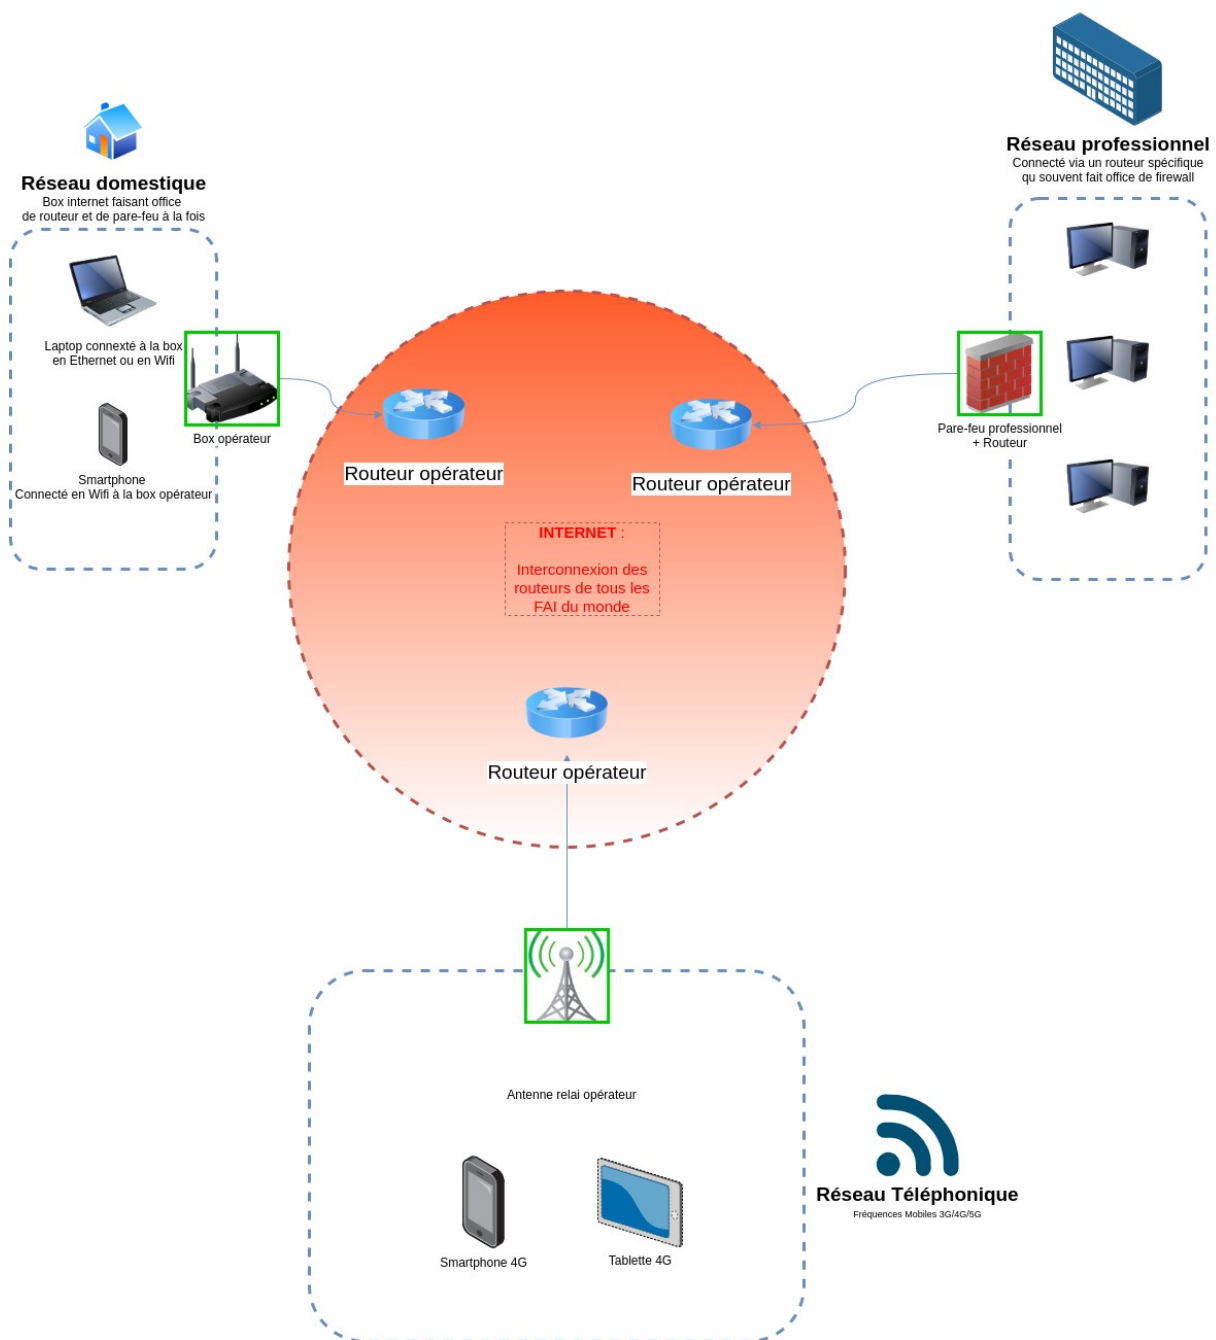 Réseau domestique
Box internet faisant office
de routeur et de pare-feu à la fois
Laptop connexté à la box
en Ethernet ou en Wifi
Box opérateur
Smartphone
Connecté en Wifi à la box opérateur
Réseau professionnel
Connecté via un routeur spécifique
qu souvent fait office de firewall
Pare-feu professionnel
+ Routeur
Routeur opérateur
Routeur opérateur
INTERNET :
Interconnexion des
routeurs de tous les
FAI du monde
Routeur opérateur
Antenne relai opérateur
Smartphone 4G
Tablette 4G
Réseau Téléphonique
Fréquences Mobiles 3G/4G/5G